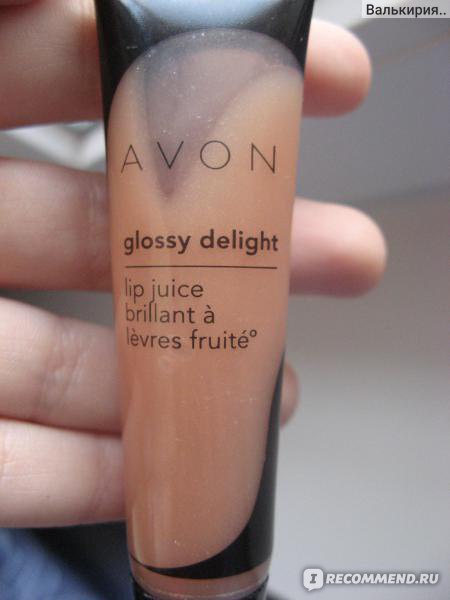 Валькирия..
AVON
glossy delight
lip juice
brillant à
lèvres fruité°
I RECOMMEND.RU